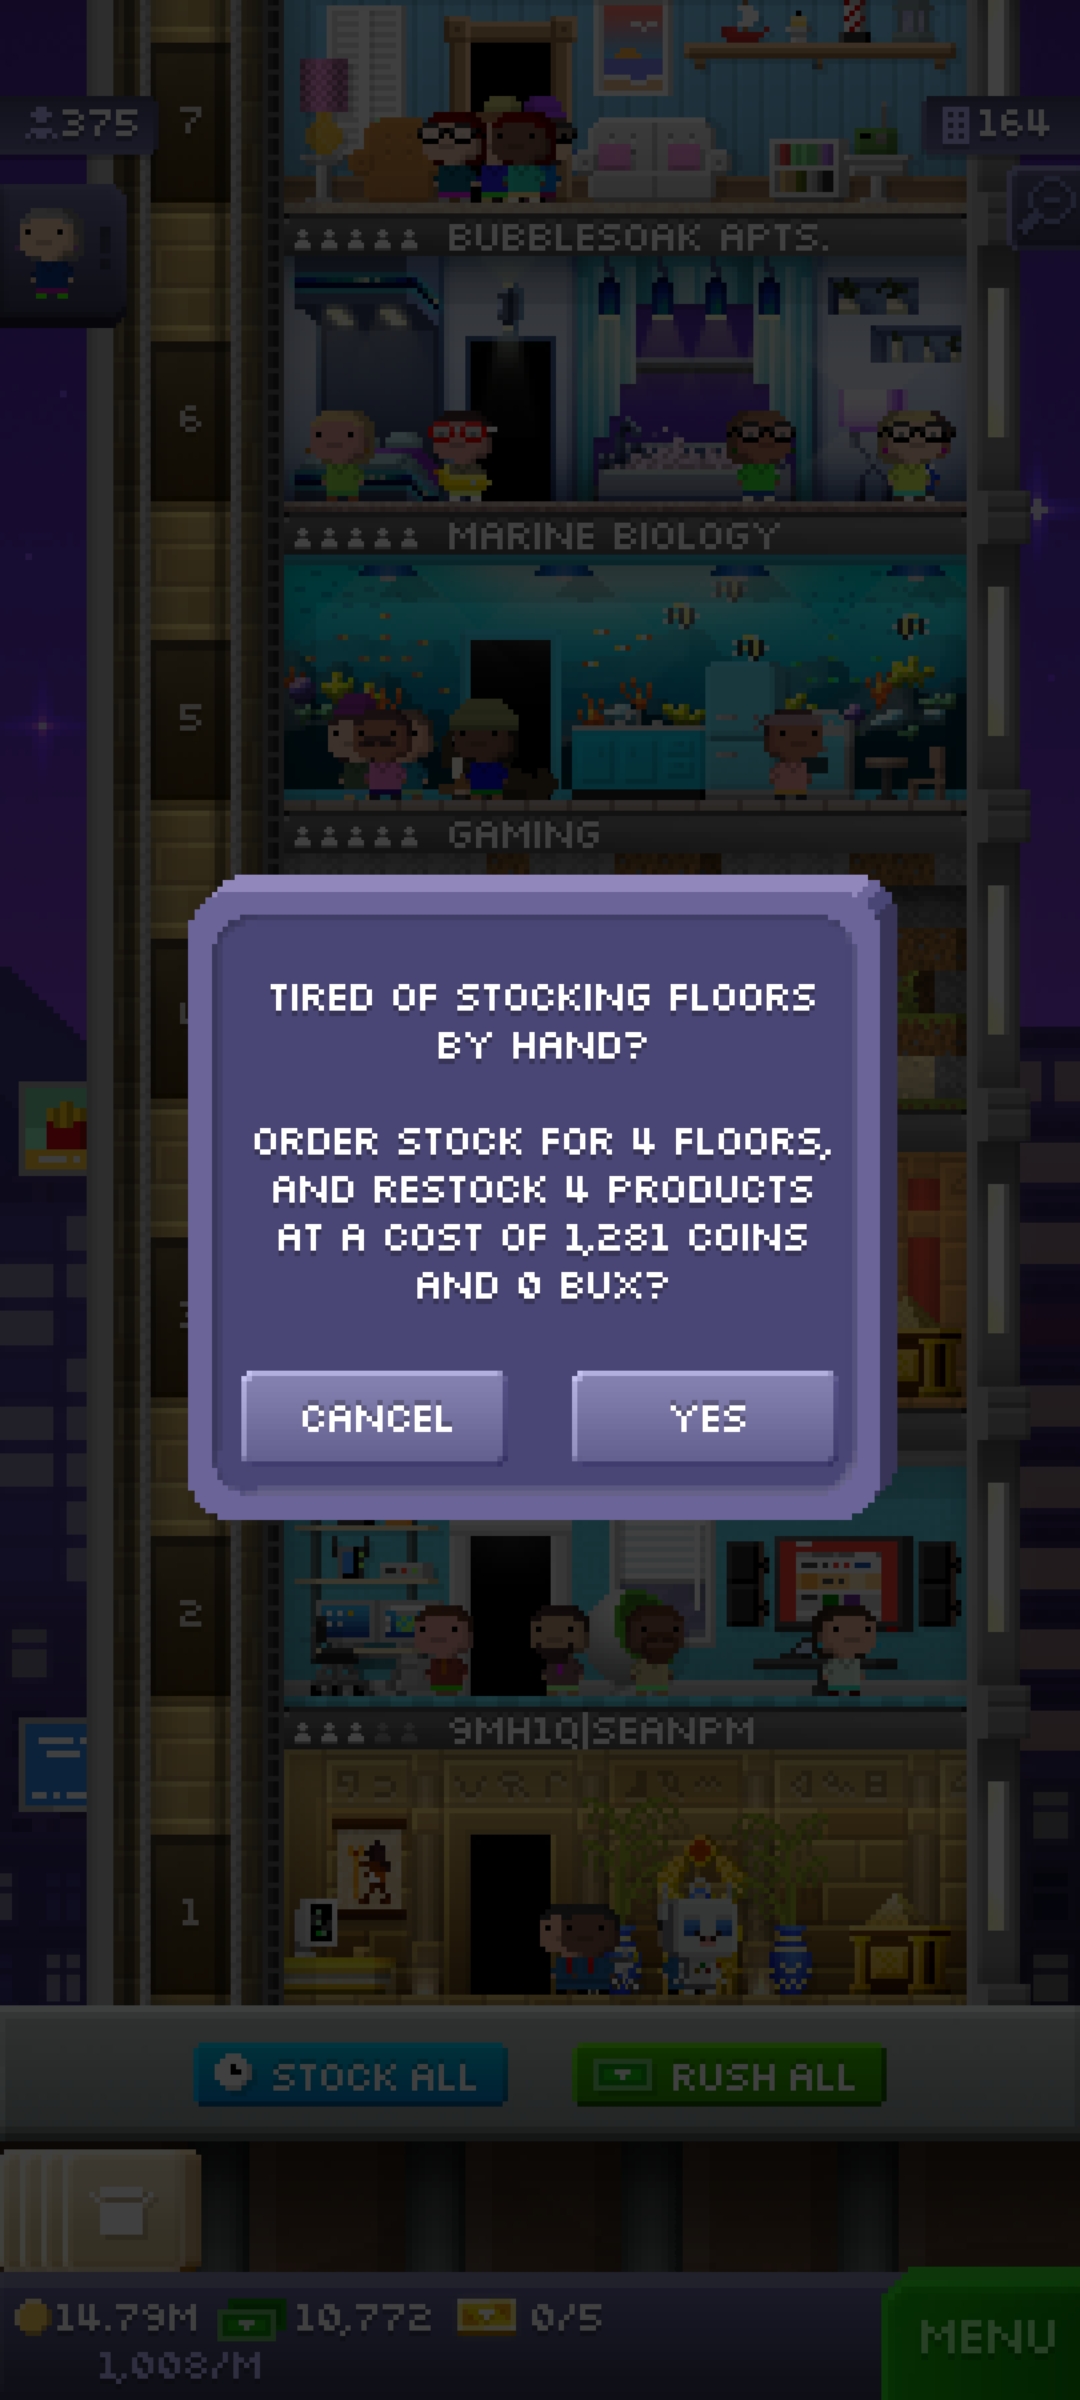 375
7
164
BUBBLESOAK APTS.
6
MARINE BIOLOGY
5
GAMING
TIRED OF STOCKING FLOORS
BY HAND?
ORDER STOCK FOR 4 FLOORS,
AND RESTOCK 4 PRODUCTS
AT A COST OF 1,281 COINS
AND 0 BUX?
CANCEL
YES
2
9MH1Q|SEANPM
1
STOCK ALL
RUSH ALL
14.79M
10,772
0/5
MENU
1,008/M